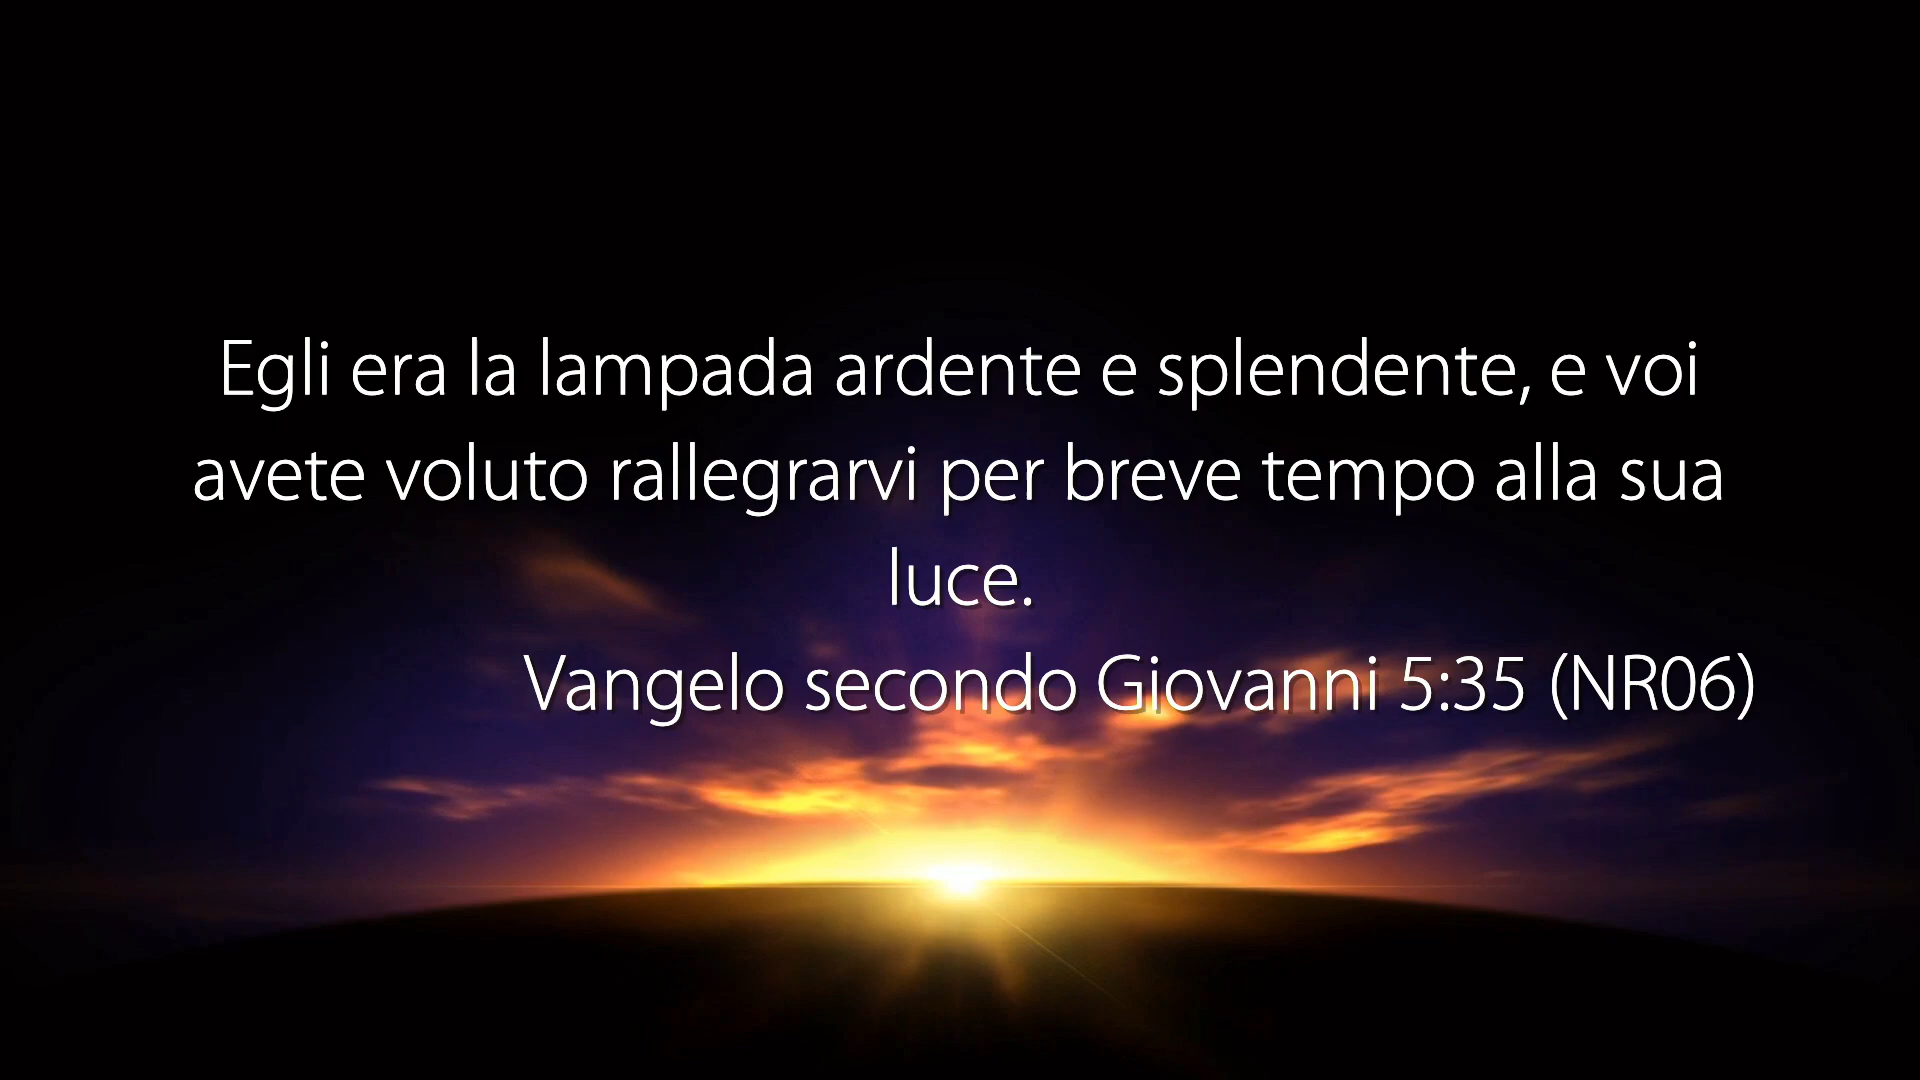 Egli era la lampada ardente e splendente, e voi
avete voluto rallegrarvi per breve tempo alla sua
luce.
Vangelo secondo Giovanni 5:35 (NR06)